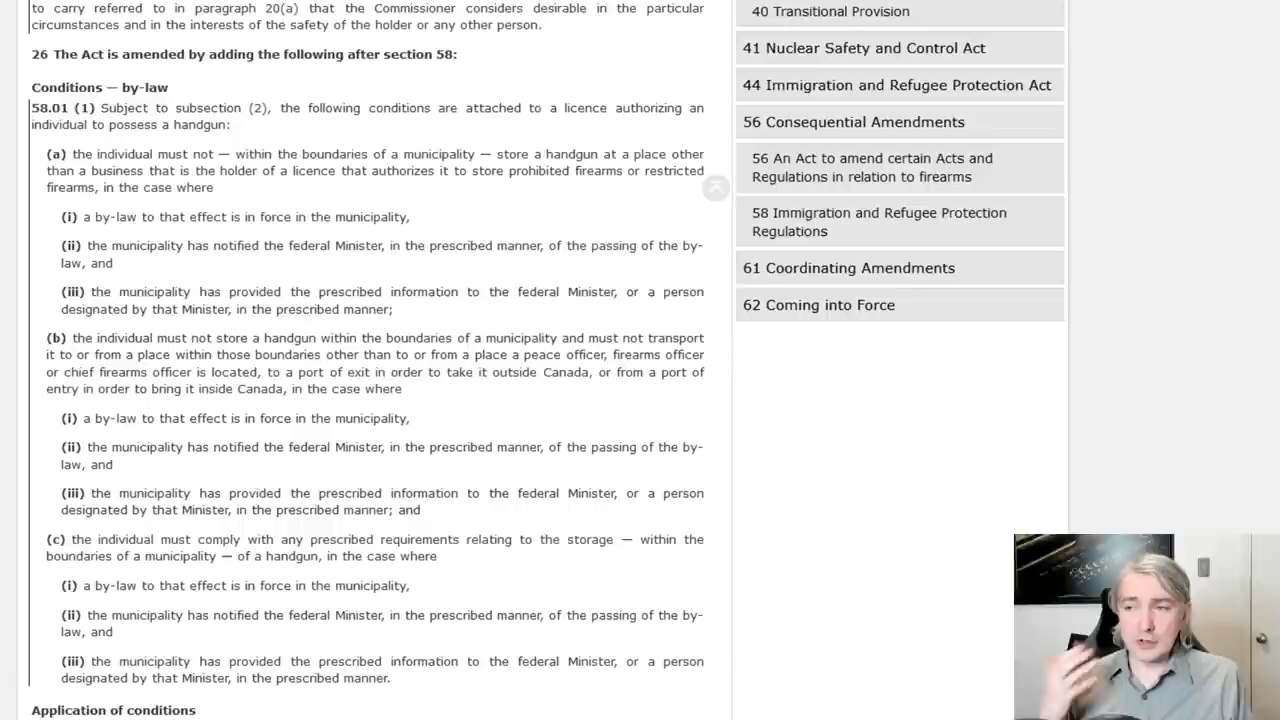 to carry referred to in paragraph 20(a) that the Commissioner considers desirable in the particular
circumstances and in the interests of the safety of the holder or any other person.
26 The Act is amended by adding the following after section 58:
Conditions — by-law
58.01 (1) Subject to subsection (2), the following conditions are attached to a licence authorizing an
individual to possess a handgun:
(a) the individual must not — within the boundaries of a municipality — store a handgun at a place other
than a business that is the holder of a licence that authorizes it to store prohibited firearms or restricted
firearms, in the case where
(i) a by-law to that effect is in force in the municipality,
(ii) the municipality has notified the federal Minister, in the prescribed manner, of the passing of the by-
law, and
(iii) the municipality has provided the prescribed information to the federal Minister, or a person
designated by that Minister, in the prescribed manner;
(b) the individual must not store a handgun within the boundaries of a municipality and must not transport
it to or from a place within those boundaries other than to or from a place a peace officer, firearms officer
or chief firearms officer is located, to a port of exit in order to take it outside Canada, or from a port of
entry in order to bring it inside Canada, in the case where
(i) a by-law to that effect is in force in the municipality,
(ii) the municipality has notified the federal Minister, in the prescribed manner, of the passing of the by-
law, and
(iii) the municipality has provided the prescribed information to the federal Minister, or a person
designated by that Minister, in the prescribed manner; and
(c) the individual must comply with any prescribed requirements relating to the storage — within the
boundaries of a municipality — of a handgun, in the case where
(i) a by-law to that effect is in force in the municipality,
(ii) the municipality has notified the federal Minister, in the prescribed manner, of the passing of the by-
law, and
(iii) the municipality has provided the prescribed information to the federal Minister, or a person
designated by that Minister, in the prescribed manner.
Application of conditions
40 Transitional Provision
41 Nuclear Safety and Control Act
44 Immigration and Refugee Protection Act
56 Consequential Amendments
56 An Act to amend certain Acts and
Regulations in relation to firearms
58 Immigration and Refugee Protection
Regulations
61 Coordinating Amendments
62 Coming into Force